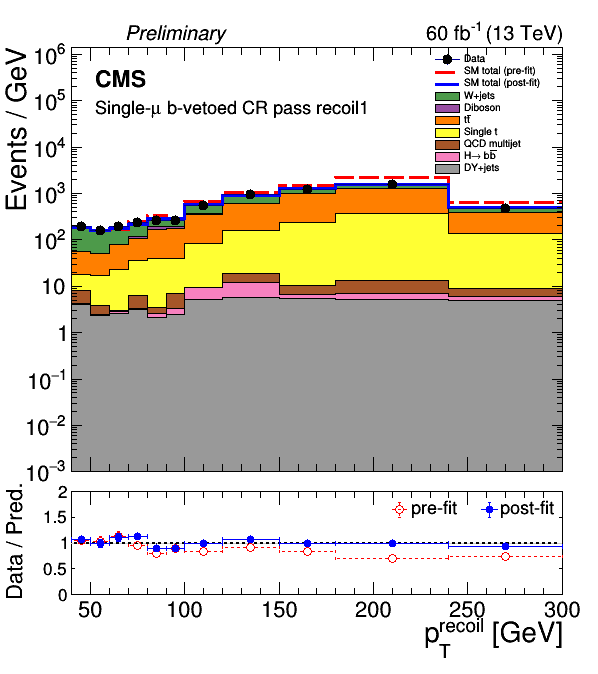 Preliminary 60 fb⁻¹ (13 TeV)
CMS
Single-μ b-vetoed CR pass recoil1
Data
SM total (pre-fit)
SM total (post-fit)
W+jets
Diboson
tt̅
Single t
QCD multijet
H→ bb̅
DY+jets
Events / GeV
10⁶
10⁵
10⁴
10³
10²
10
1
10⁻¹
10⁻²
10⁻³
pre-fit post-fit
Data / Pred.
2
1.5
1
0.5
0
50 100 150 200 250 300
p_T^recoil [GeV]